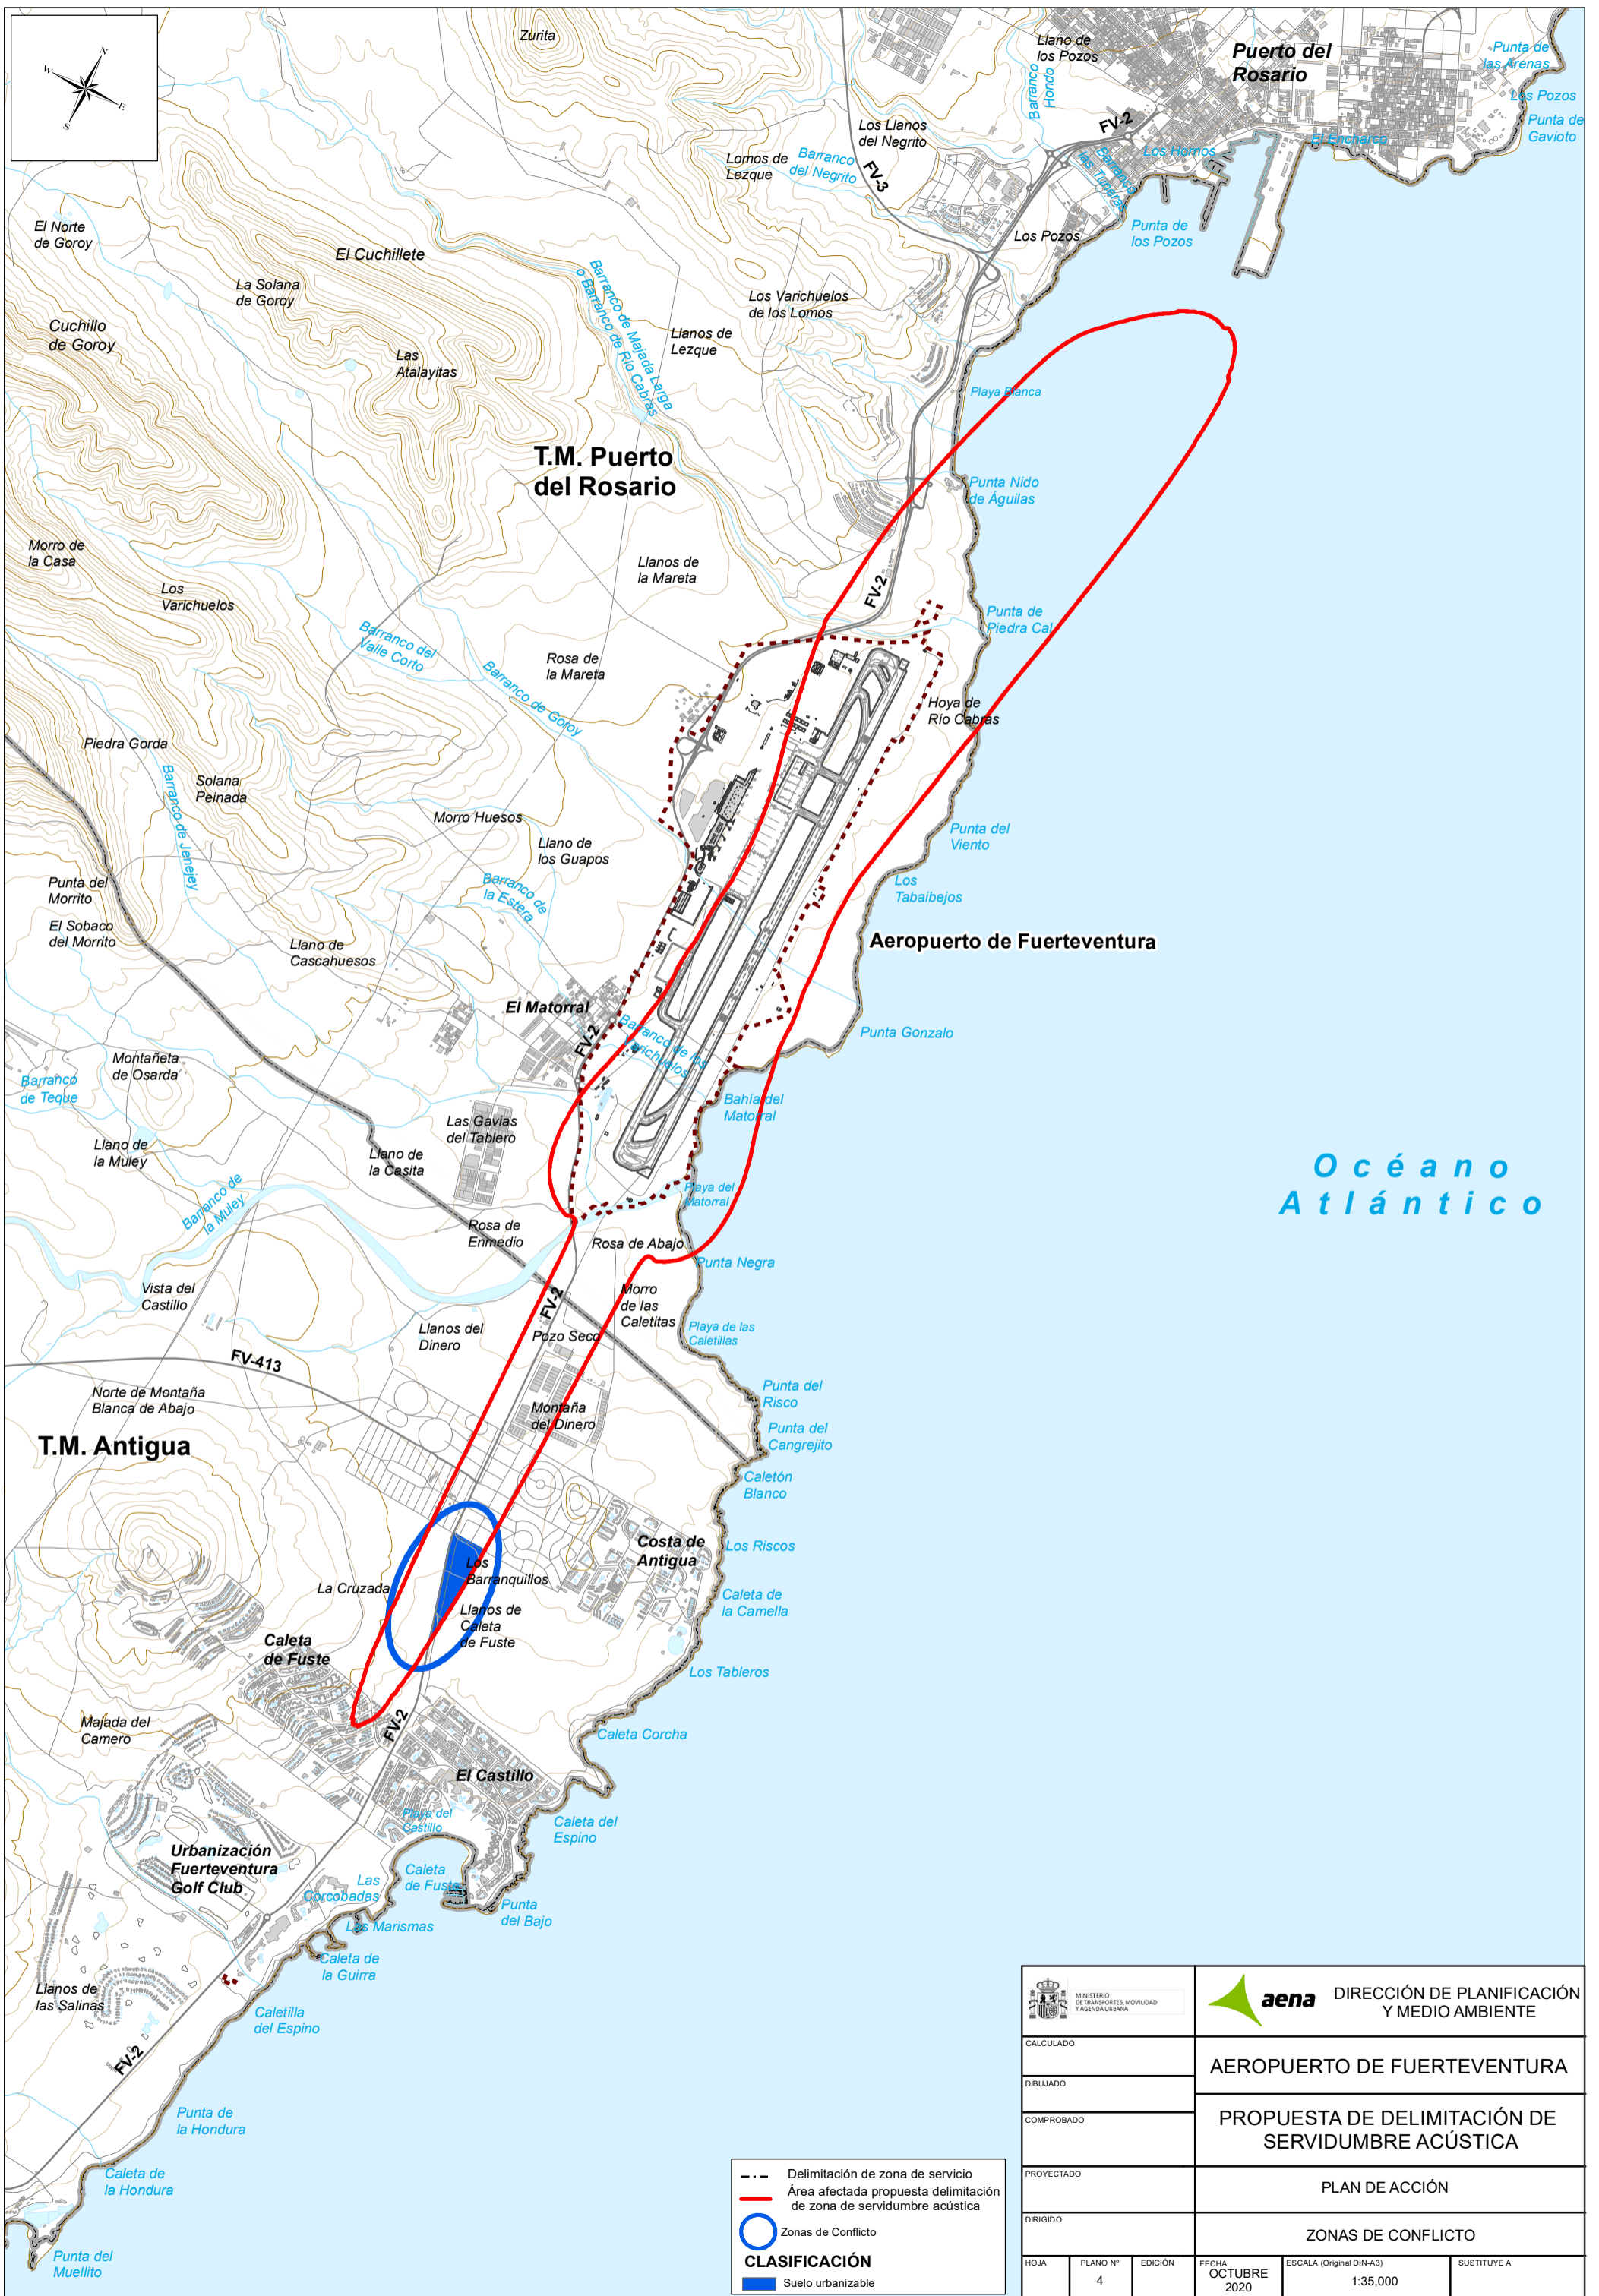 N
W
E
S
Zurita
Llano de
los Pozos
Puerto del
Rosario
Punta de
las Arenas
Barranco
Hondo
Los Pozos
Punta de
Gavioto
FV-2
Los Llanos
del Negrito
El Encharco
Los Hornos
Lomos de
Lezque
Barranco
del Negrito
FV-3
Barranco
las Tuneras
El Norte
de Goroy
El Cuchillete
Los Pozos
Punta de
los Pozos
La Solana
de Goroy
Barranco de Majada Larga
o Barranco de Río Cabras
Los Varichuelos
de los Lomos
Cuchillo
de Goroy
Llanos de
Lezque
Las
Atalayitas
Playa Blanca
T.M. Puerto
del Rosario
Punta Nido
de Águilas
Morro de
la Casa
Llanos de
la Mareta
Los
Varichuelos
FV-2
Punta de
Piedra Cal
Barranco del
Valle Corto
Rosa de
la Mareta
Barranco de Goroy
Hoya de
Río Cabras
Piedra Gorda
Solana
Peinada
Barranco de Jenejey
Morro Huesos
Llano de
los Guapos
Punta del
Viento
Punta del
Morrito
Barranco de
la Estera
Los
Tabaibejos
El Sobaco
del Morrito
Llano de
Cascahuesos
Aeropuerto de Fuerteventura
El Matorral
FV-2
Barranco de los
Varichuelos
Punta Gonzalo
Montañeta
de Osarda
Barranco
de Teque
Bahía del
Matorral
Las Gavias
del Tablero
Llano de
la Muley
Llano de
la Casita
Océano
Atlántico
Barranco de
la Muley
Playa del
Matorral
Rosa de
Enmedio
Rosa de Abajo
Punta Negra
Vista del
Castillo
Morro
de las
Caletitas
FV-2
Llanos del
Dinero
Pozo Seco
Playa de las
Caletillas
FV-413
Norte de Montaña
Blanca de Abajo
Punta del
Risco
Montaña
del Dinero
Punta del
Cangrejito
T.M. Antigua
Caletón
Blanco
Costa de
Antigua
Los Riscos
Los
Barranquillos
La Cruzada
Caleta de
la Camella
Llanos de
Caleta
de Fuste
Caleta
de Fuste
Los Tableros
Majada del
Camero
FV-2
Caleta Corcha
El Castillo
Playa del
Castillo
Caleta del
Espino
Urbanización
Fuerteventura
Golf Club
Caleta
de Fuste
Las
Corcobadas
Punta
del Bajo
Las Marismas
Caleta de
la Guirra
Llanos de
las Salinas
Caletilla
del Espino
FV-2
Punta de
la Hondura
Caleta de
la Hondura
Punta del
Muellito
Delimitación de zona de servicio
Área afectada propuesta delimitación
de zona de servidumbre acústica
Zonas de Conflicto
CLASIFICACIÓN
Suelo urbanizable
MINISTERIO
DE TRANSPORTES, MOVILIDAD
Y AGENDA URBANA
aena
DIRECCIÓN DE PLANIFICACIÓN
Y MEDIO AMBIENTE
CALCULADO
AEROPUERTO DE FUERTEVENTURA
DIBUJADO
COMPROBADO
PROPUESTA DE DELIMITACIÓN DE
SERVIDUMBRE ACÚSTICA
PROYECTADO
PLAN DE ACCIÓN
DIRIGIDO
ZONAS DE CONFLICTO
HOJA
PLANO Nº
4
EDICIÓN
FECHA
OCTUBRE
2020
ESCALA (Original DIN-A3)
1:35,000
SUSTITUYE A